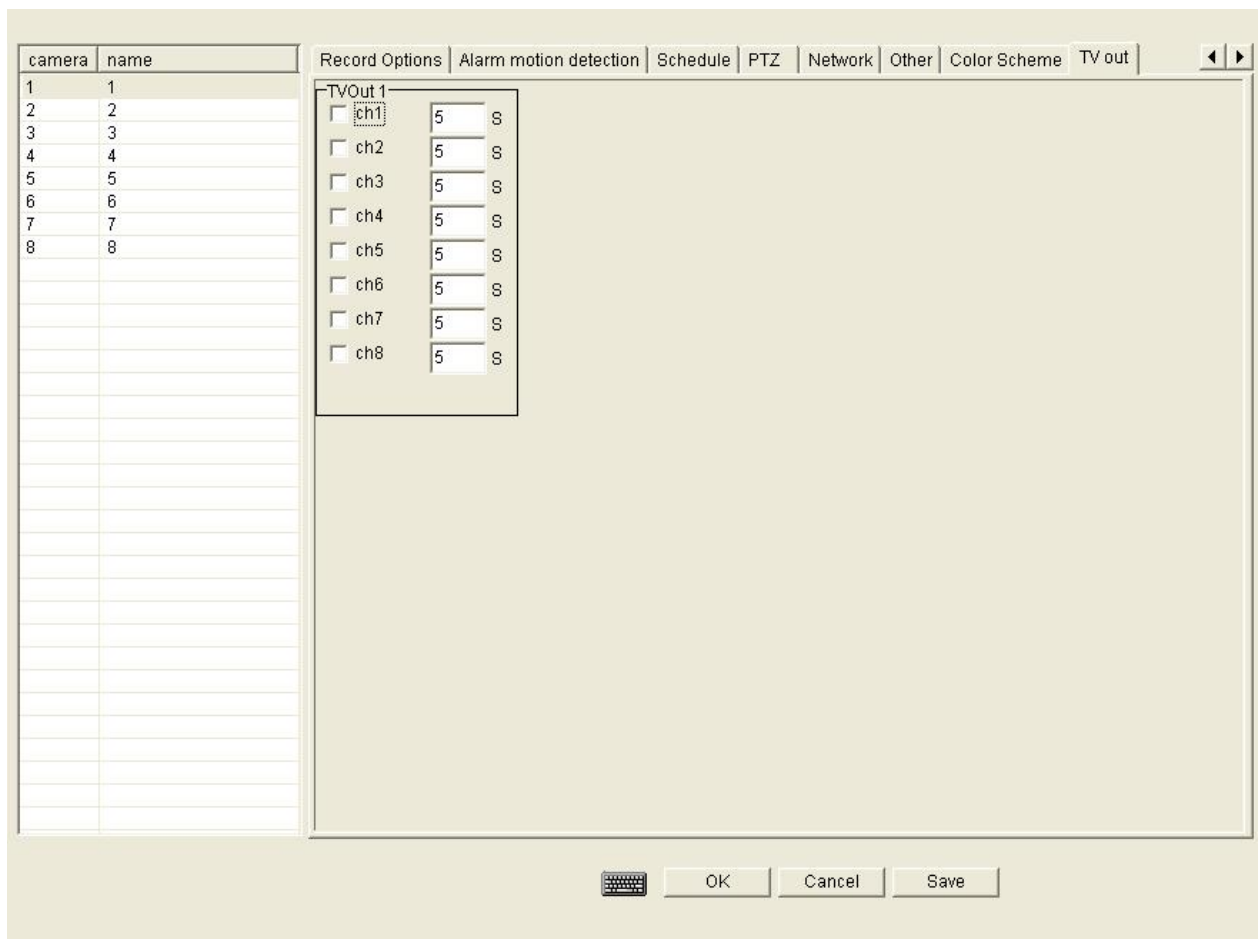 camera name
1 1
2 2
3 3
4 4
5 5
6 6
7 7
8 8
Record Options Alarm motion detection Schedule PTZ Network Other Color Scheme TV out
TVOut 1
ch1 5 S
ch2 5 S
ch3 5 S
ch4 5 S
ch5 5 S
ch6 5 S
ch7 5 S
ch8 5 S
OK Cancel Save